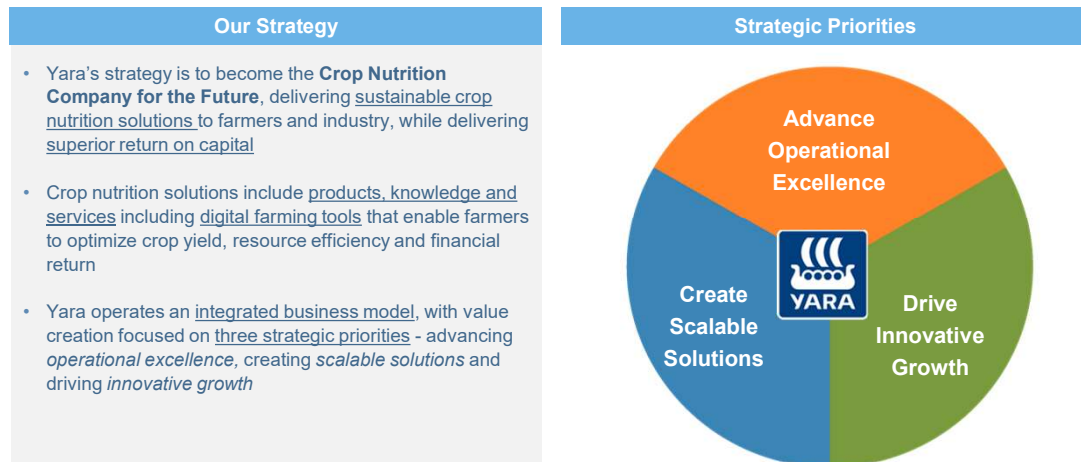 Our Strategy
• Yara’s strategy is to become the Crop Nutrition
Company for the Future, delivering sustainable crop
nutrition solutions to farmers and industry, while delivering
superior return on capital
• Crop nutrition solutions include products, knowledge and
services including digital farming tools that enable farmers
to optimize crop yield, resource efficiency and financial
return
• Yara operates an integrated business model, with value
creation focused on three strategic priorities - advancing
operational excellence, creating scalable solutions and
driving innovative growth
Strategic Priorities
Advance
Operational
Excellence
Create
Scalable
Solutions
YARA
Drive
Innovative
Growth